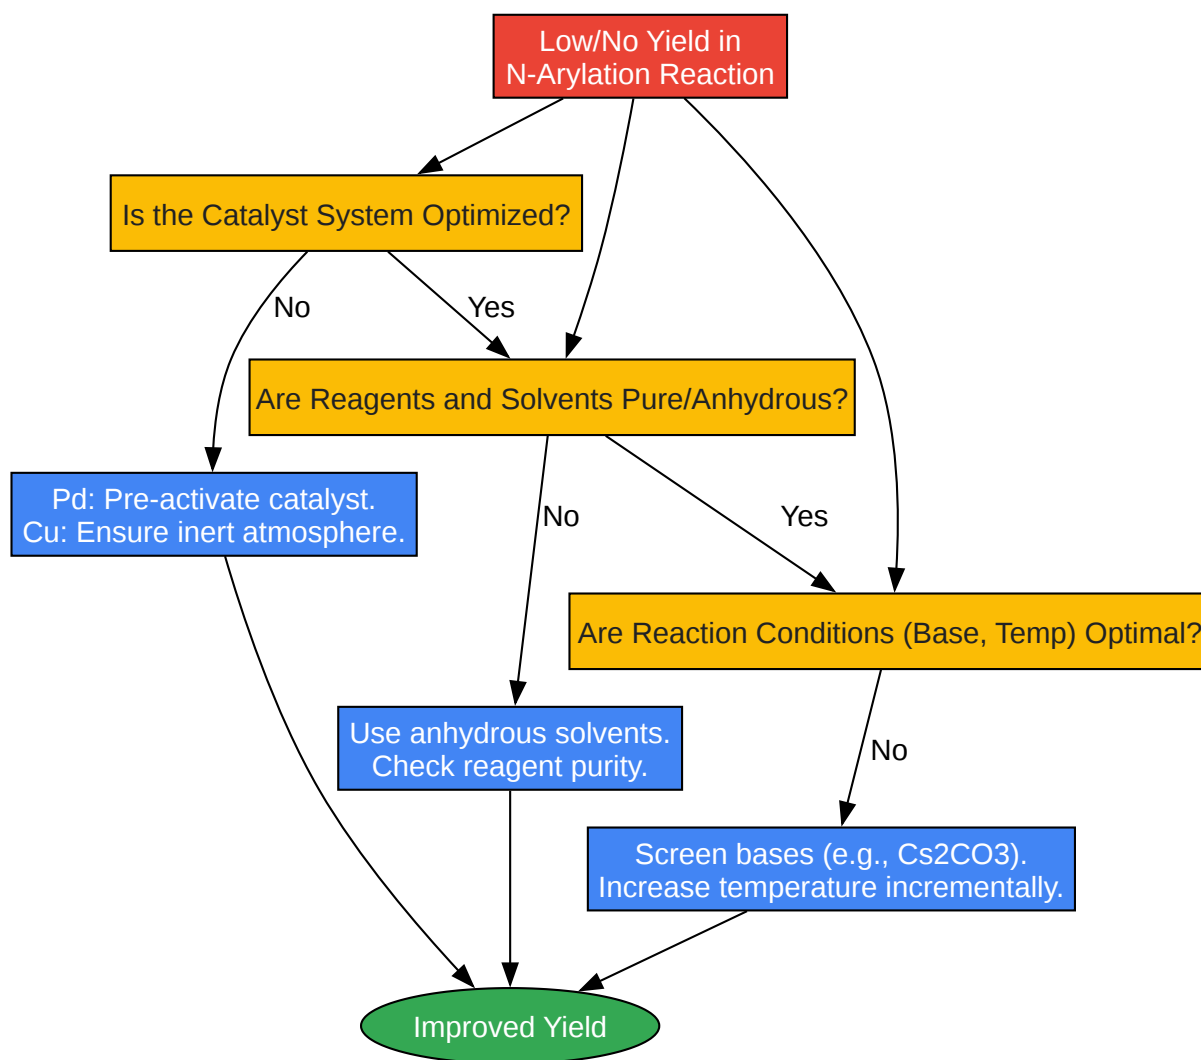 Low/No Yield in
N-Arylation Reaction
Is the Catalyst System Optimized?
No
Yes
Are Reagents and Solvents Pure/Anhydrous?
Pd: Pre-activate catalyst.
Cu: Ensure inert atmosphere.
No
Yes
Are Reaction Conditions (Base, Temp) Optimal?
Use anhydrous solvents.
Check reagent purity.
No
Screen bases (e.g., Cs2CO3).
Increase temperature incrementally.
Improved Yield